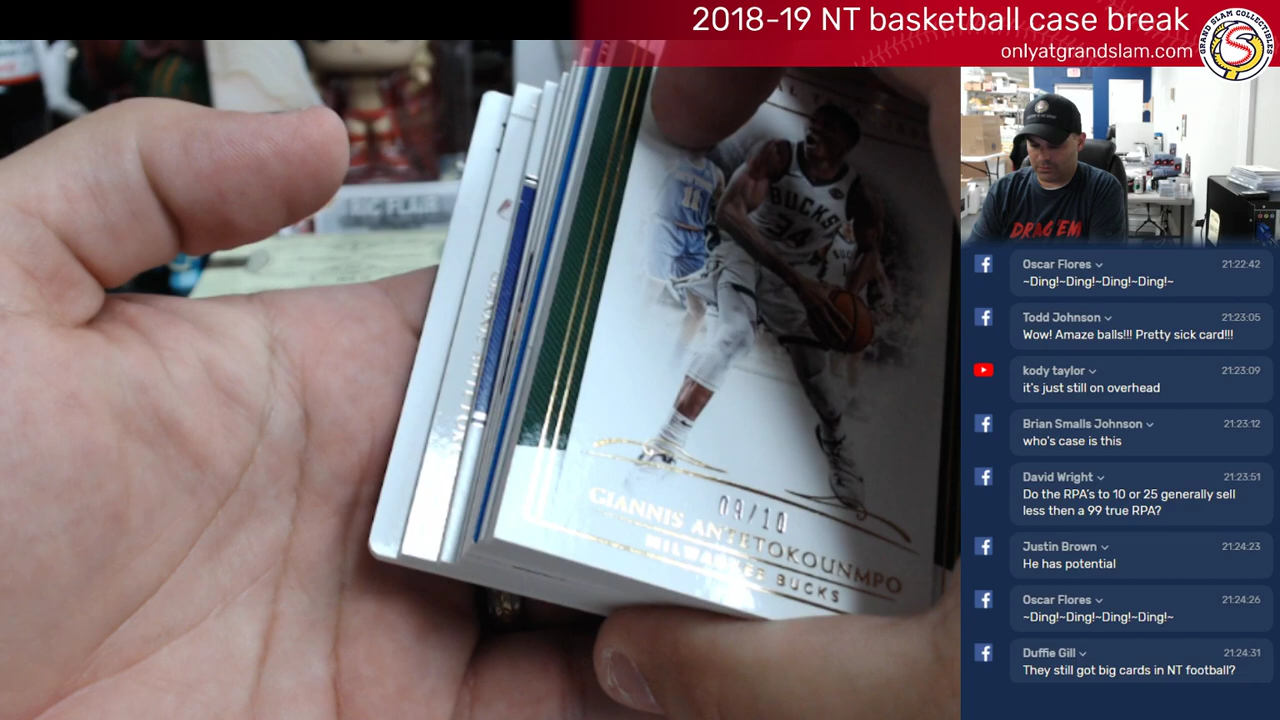 2018-19 NT basketball case break
onlyatgrandslam.com
GRAND SLAM COLLECTIBLES
BUCKS
34
09/10
GIANNIS ANTETOKOUNMPO
MILWAUKEE BUCKS
RIC FLAIR
DRAG EM
Oscar Flores 21:22:42
~Ding!~Ding!~Ding!~Ding!~
Todd Johnson 21:23:05
Wow! Amaze balls!!! Pretty sick card!!!
kody taylor 21:23:09
it's just still on overhead
Brian Smalls Johnson 21:23:12
who's case is this
David Wright 21:23:51
Do the RPA's to 10 or 25 generally sell
less then a 99 true RPA?
Justin Brown 21:24:23
He has potential
Oscar Flores 21:24:26
~Ding!~Ding!~Ding!~Ding!~
Duffie Gill 21:24:31
They still got big cards in NT football?